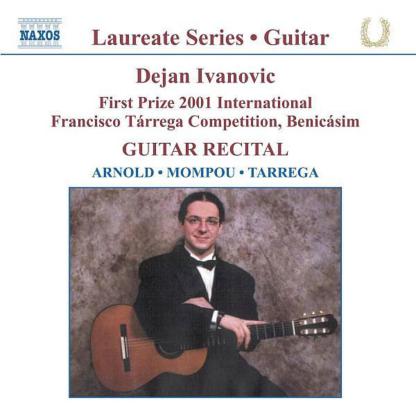 NAXOS
Laureate Series • Guitar
Dejan Ivanovic
First Prize 2001 International
Francisco Tárrega Competition, Benicásim
GUITAR RECITAL
ARNOLD • MOMPOU • TARREGA